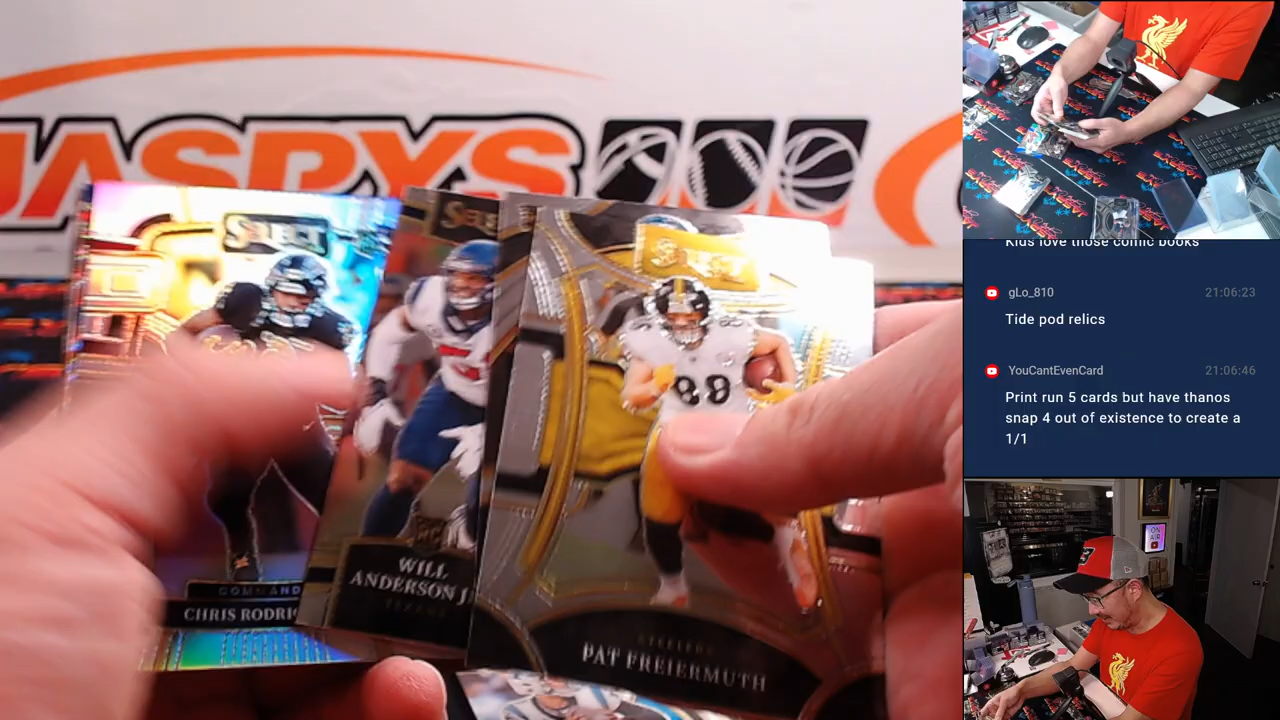 JASPYS
SELECT
SELECT
SELECT
88
COMMAND
CHRIS RODRI
RC
WILL
ANDERSON J
TEXANS
STEELERS
PAT FREIERMUTH
Kids love those comic books
gLo_810 21:06:23
Tide pod relics
YouCantEvenCard 21:06:46
Print run 5 cards but have thanos
snap 4 out of existence to create a
1/1
ON
AIR